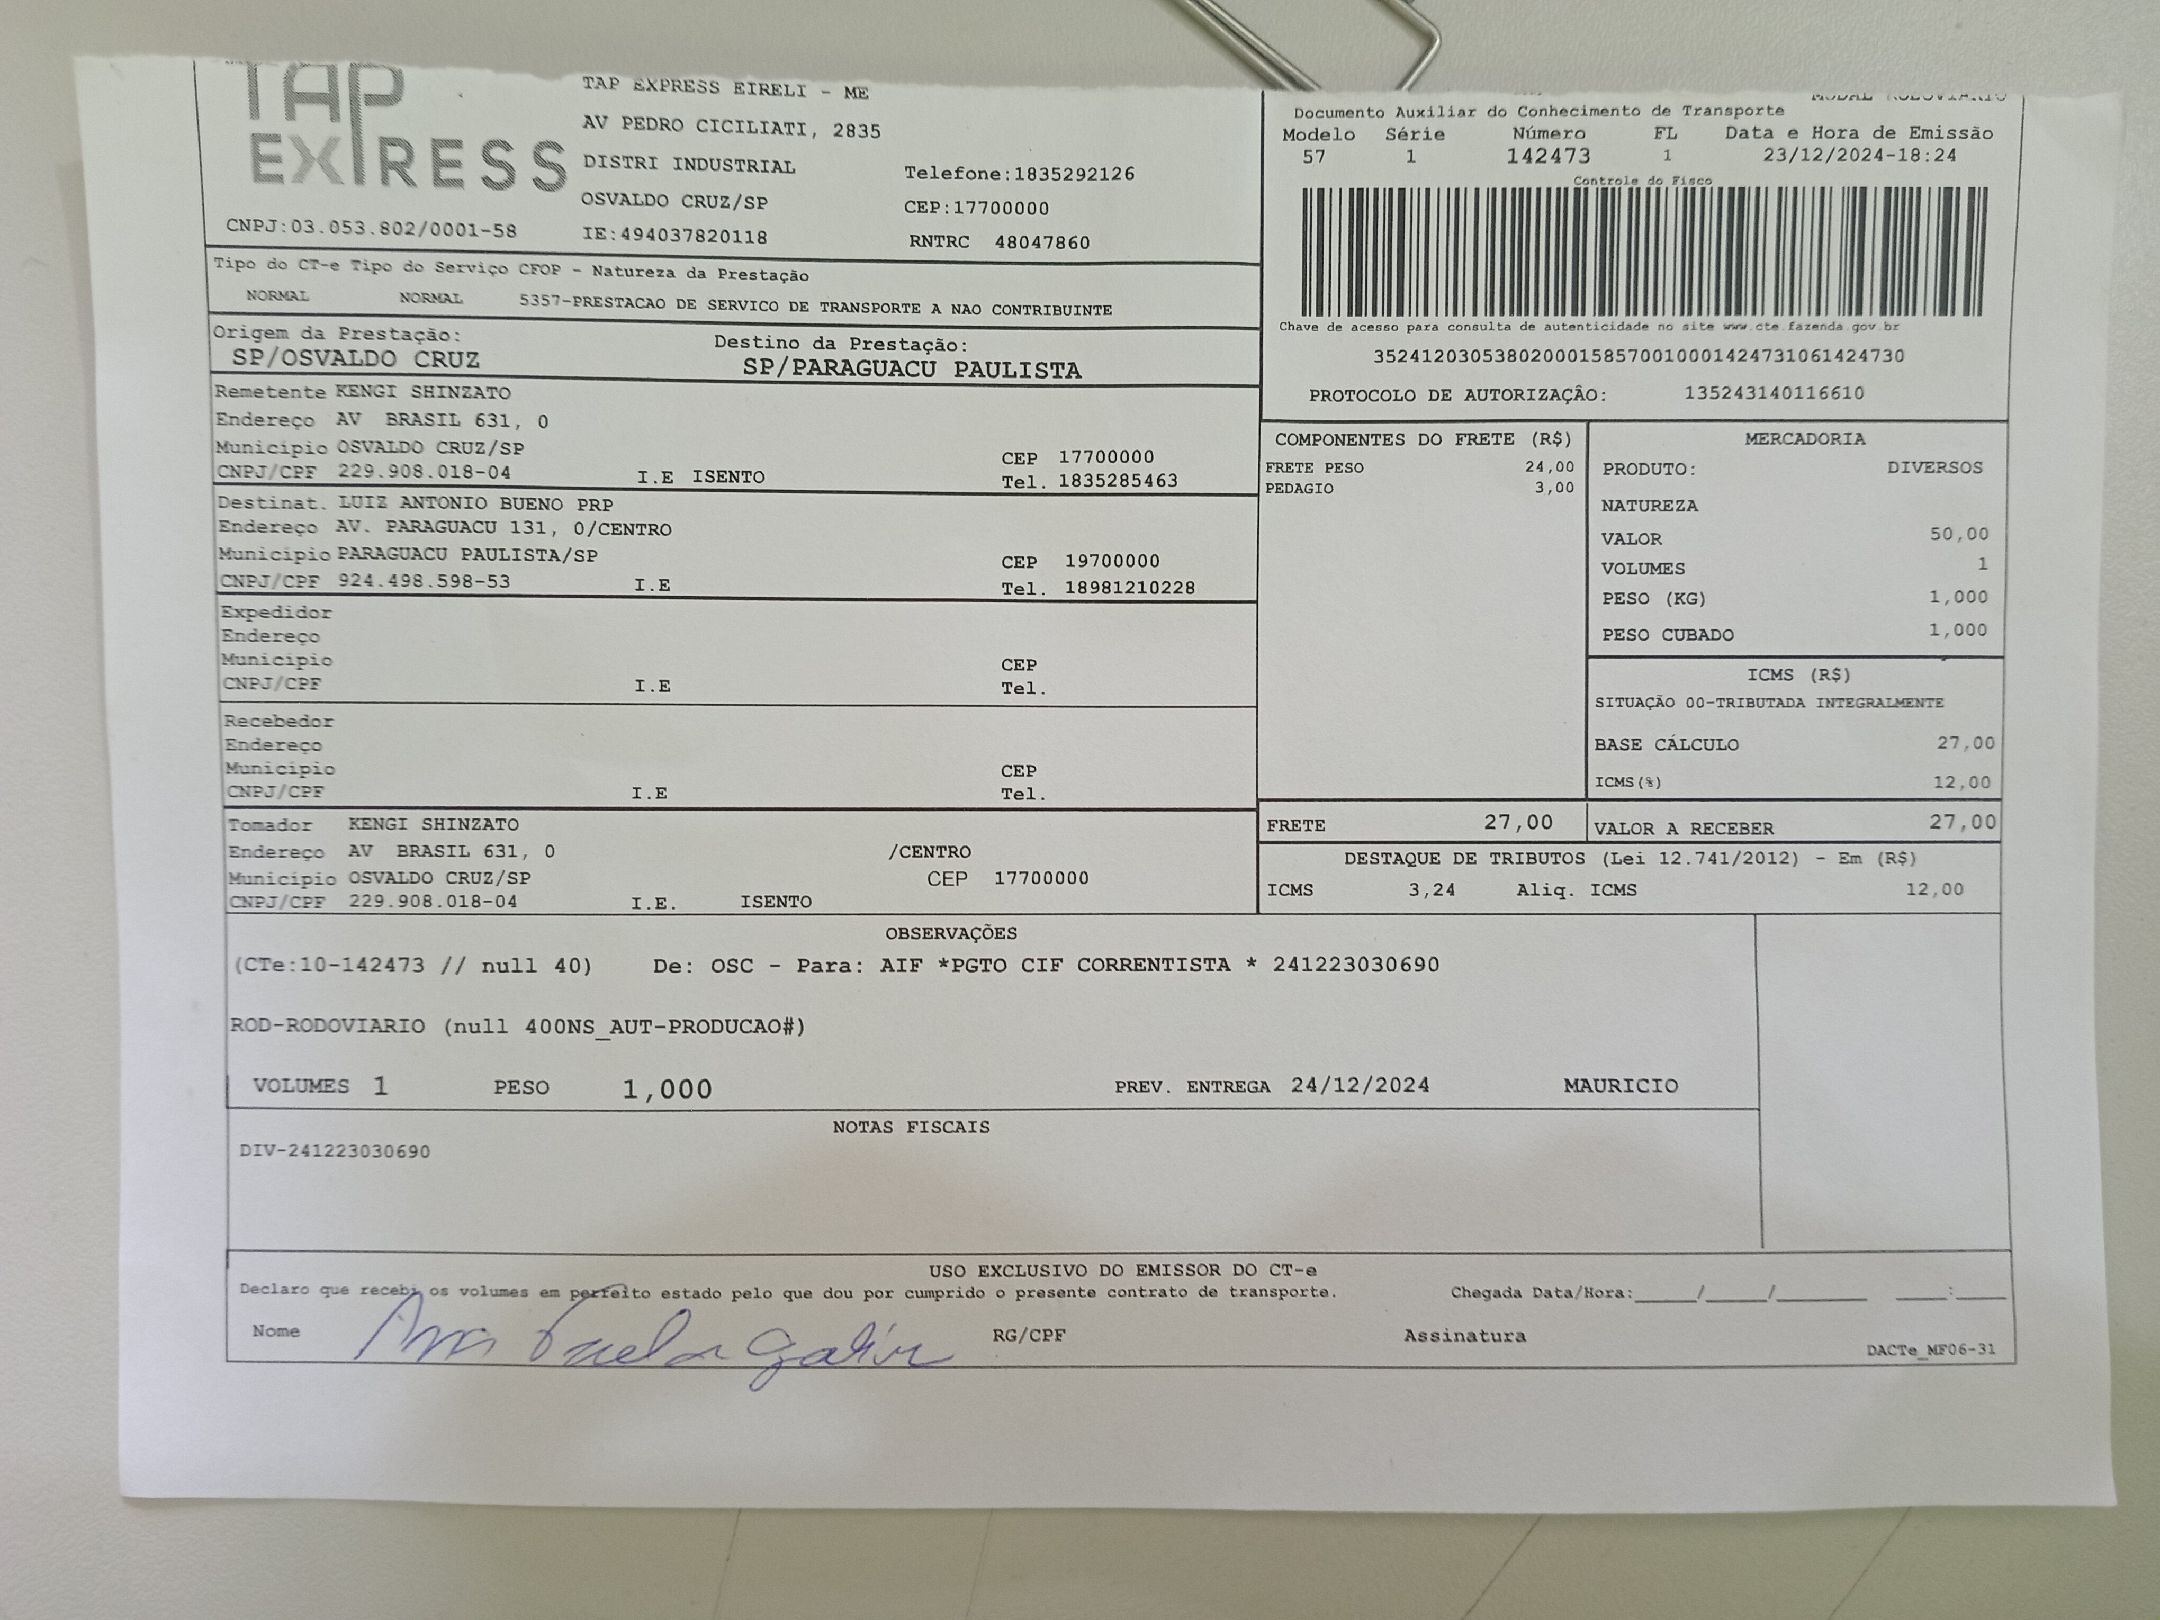 TAP
EXPRESS
TAP EXPRESS EIRELI - ME
AV PEDRO CICILIATI, 2835
DISTRI INDUSTRIAL
Telefone:1835292126
OSVALDO CRUZ/SP
CEP:17700000
CNPJ:03.053.802/0001-58
IE:494037820118
RNTRC 48047860
MODAL RODOVIARIO
Documento Auxiliar do Conhecimento de Transporte
Modelo Série Número FL Data e Hora de Emissão
57 1 142473 1 23/12/2024-18:24
Controle do Fisco
Chave de acesso para consulta de autenticidade no site www.cte.fazenda.gov.br
35241203053802000158570010001424731061424730
PROTOCOLO DE AUTORIZAÇÂO: 135243140116610
Tipo do CT-e Tipo do Serviço CFOP - Natureza da Prestação
NORMAL NORMAL 5357-PRESTACAO DE SERVICO DE TRANSPORTE A NAO CONTRIBUINTE
Origem da Prestação: Destino da Prestação:
SP/OSVALDO CRUZ SP/PARAGUACU PAULISTA
Remetente KENGI SHINZATO
Endereço AV BRASIL 631, 0
Municipio OSVALDO CRUZ/SP CEP 17700000
CNPJ/CPF 229.908.018-04 I.E ISENTO Tel. 1835285463
Destinat. LUIZ ANTONIO BUENO PRP
Endereço AV. PARAGUACU 131, 0/CENTRO
Municipio PARAGUACU PAULISTA/SP CEP 19700000
CNPJ/CPF 924.498.598-53 I.E Tel. 18981210228
Expedidor
Endereço
Municipio CEP
CNPJ/CPF I.E Tel.
Recebedor
Endereço
Municipio CEP
CNPJ/CPF I.E Tel.
Tomador KENGI SHINZATO
Endereço AV BRASIL 631, 0 /CENTRO
Municipio OSVALDO CRUZ/SP CEP 17700000
CNPJ/CPF 229.908.018-04 I.E. ISENTO
COMPONENTES DO FRETE (R$)
FRETE PESO 24,00
PEDAGIO 3,00
MERCADORIA
PRODUTO: DIVERSOS
NATUREZA
VALOR 50,00
VOLUMES 1
PESO (KG) 1,000
PESO CUBADO 1,000
ICMS (R$)
SITUAÇÃO 00-TRIBUTADA INTEGRALMENTE
BASE CÁLCULO 27,00
ICMS(%) 12,00
FRETE 27,00 VALOR A RECEBER 27,00
DESTAQUE DE TRIBUTOS (Lei 12.741/2012) - Em (R$)
ICMS 3,24 Aliq. ICMS 12,00
OBSERVAÇÕES
(CTe:10-142473 // null 40) De: OSC - Para: AIF *PGTO CIF CORRENTISTA * 241223030690
ROD-RODOVIARIO (null 400NS_AUT-PRODUCAO#)
VOLUMES 1 PESO 1,000 PREV. ENTREGA 24/12/2024 MAURICIO
NOTAS FISCAIS
DIV-241223030690
USO EXCLUSIVO DO EMISSOR DO CT-e
Declaro que recebi os volumes em perfeito estado pelo que dou por cumprido o presente contrato de transporte. Chegada Data/Hora:_____/_____/_______ ____:____
Nome Ana RG/CPF Assinatura
DACTe_MF06-31